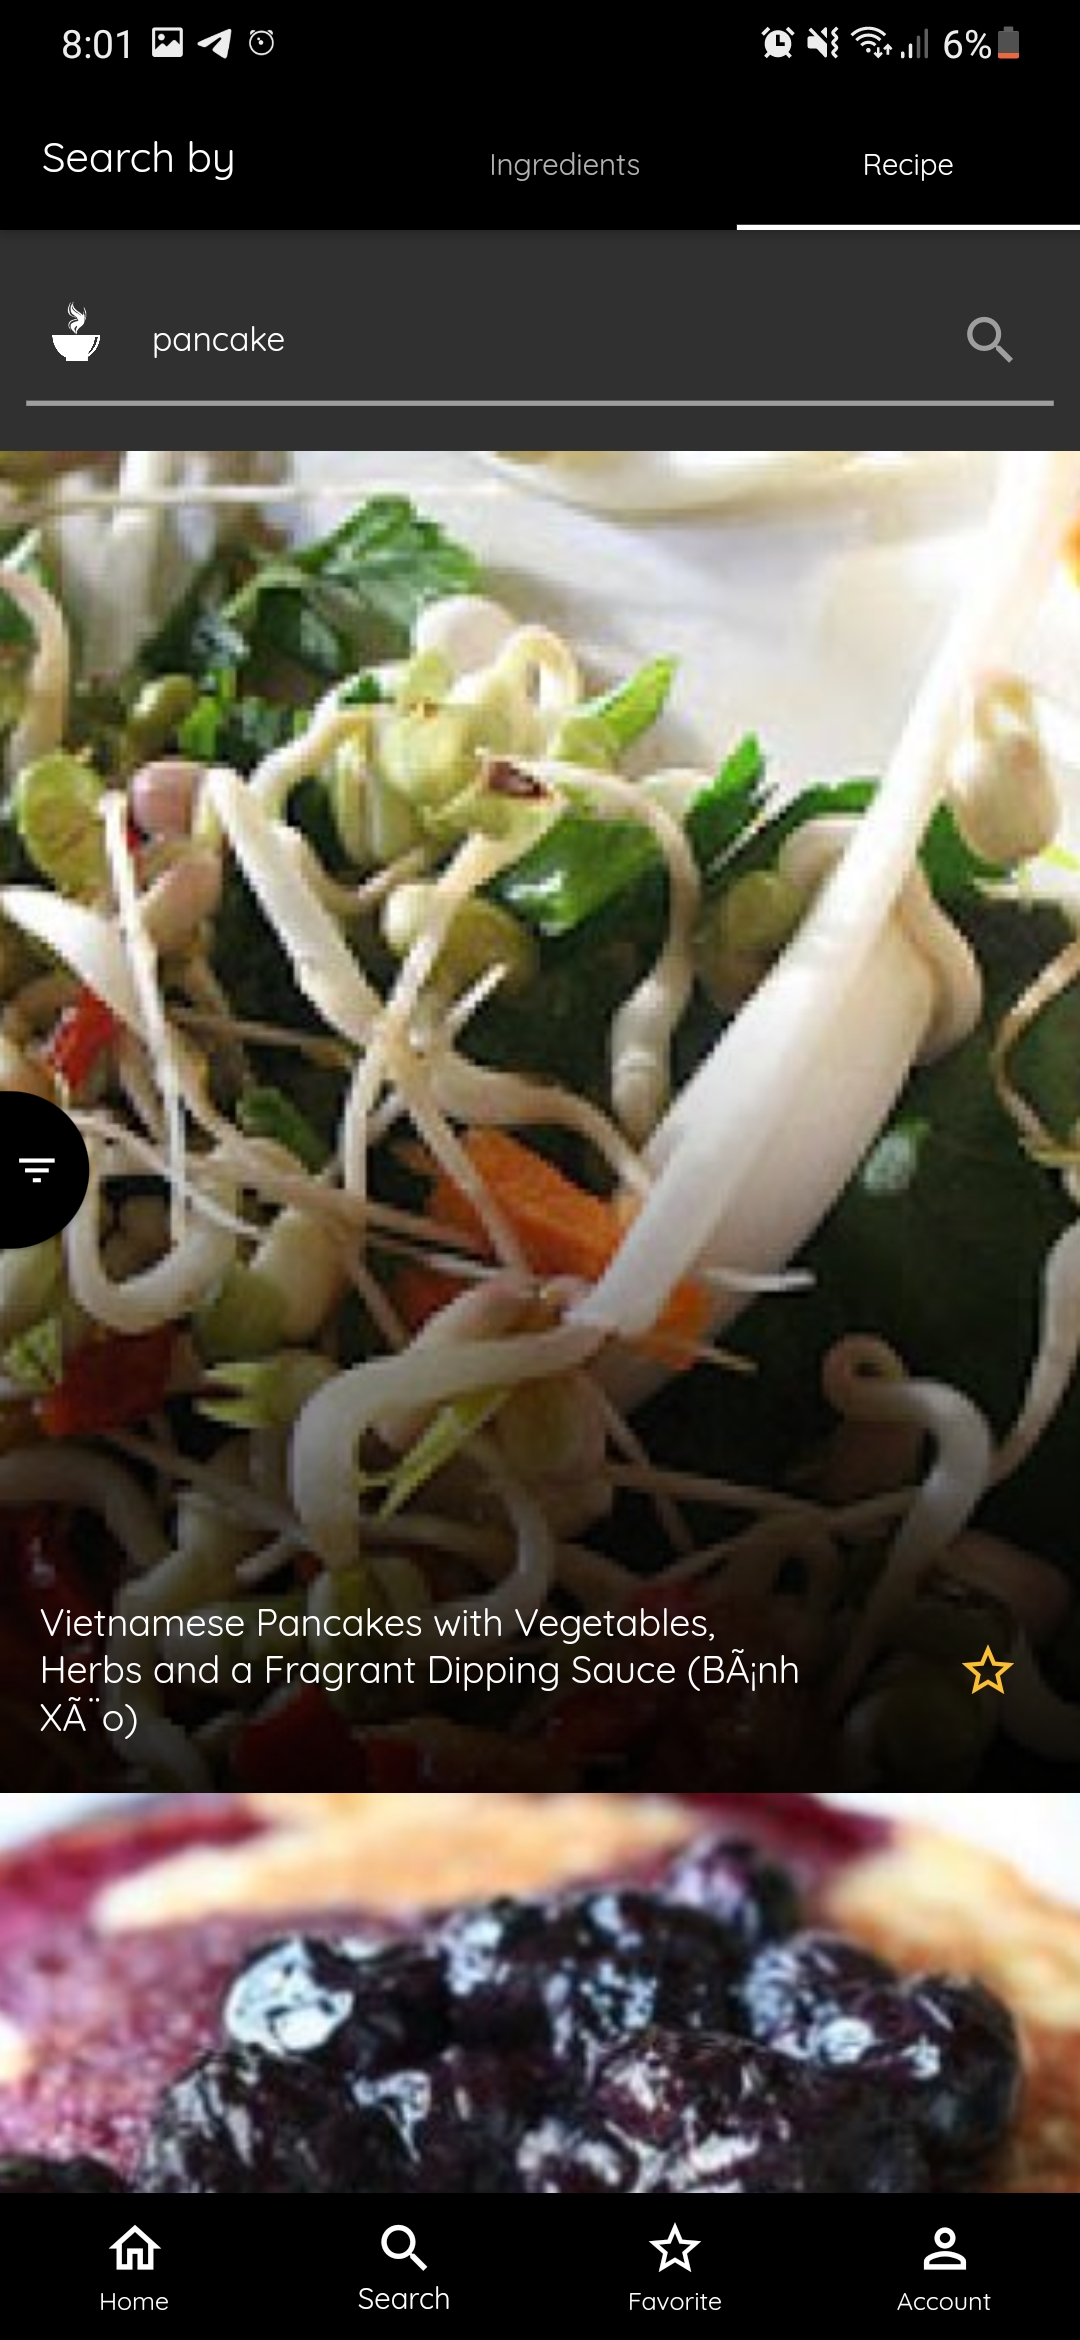 8:01
6%
Search by
Ingredients
Recipe
pancake
Vietnamese Pancakes with Vegetables,
Herbs and a Fragrant Dipping Sauce (BÃ¡nh
XÃ¨o)
Home
Search
Favorite
Account